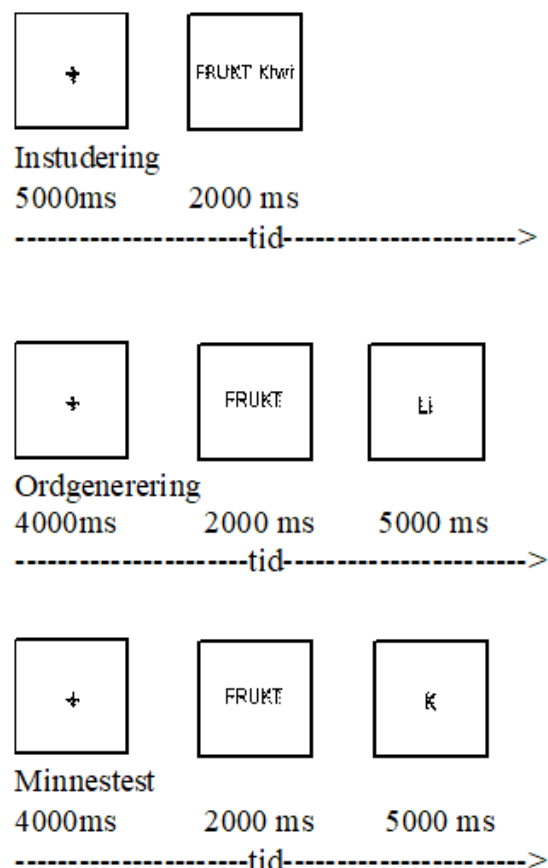 + FRUKT Kiwi
Instudering
5000ms 2000 ms
----------------------tid---------------------->
+ FRUKT Li
Ordgenerering
4000ms 2000 ms 5000 ms
----------------------tid----------------------->
+ FRUKT K
Minnestest
4000ms 2000 ms 5000 ms
----------------------tid----------------------->